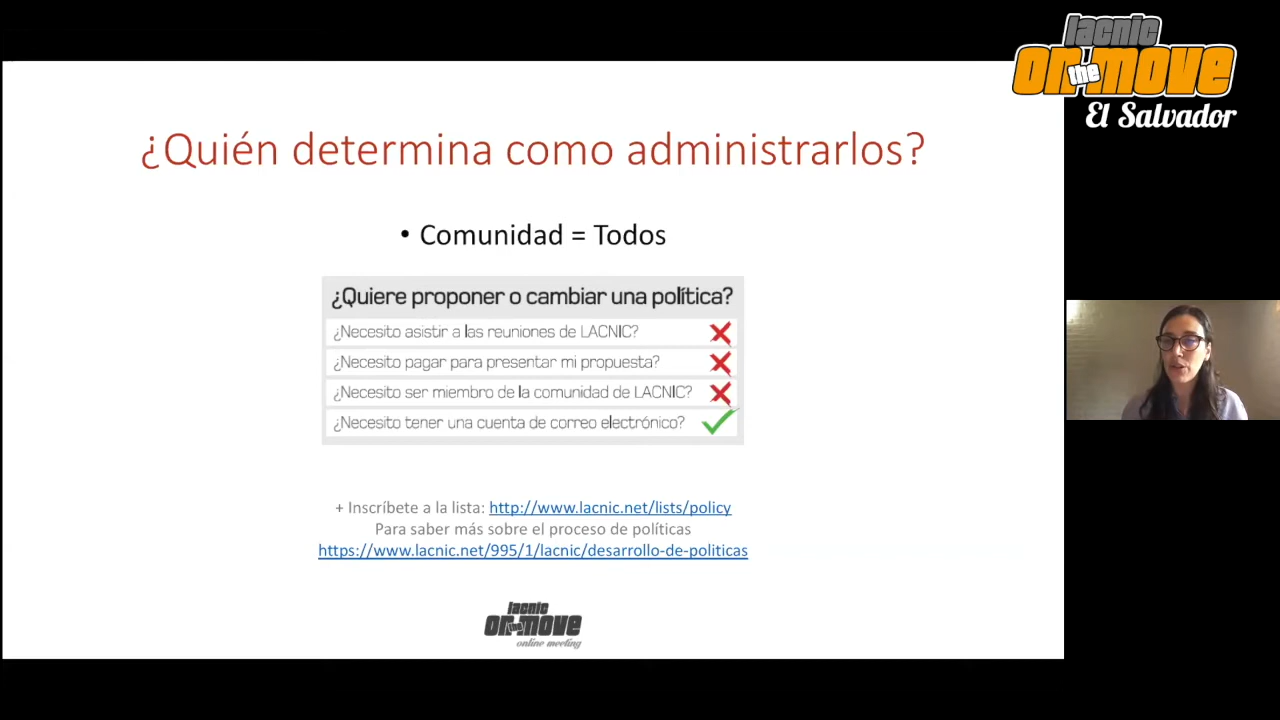 lacnic
on the move
El Salvador
¿Quién determina como administrarlos?
• Comunidad = Todos
¿Quiere proponer o cambiar una política?
¿Necesito asistir a las reuniones de LACNIC?
¿Necesito pagar para presentar mi propuesta?
¿Necesito ser miembro de la comunidad de LACNIC?
¿Necesito tener una cuenta de correo electrónico?
+ Inscríbete a la lista: http://www.lacnic.net/lists/policy
Para saber más sobre el proceso de políticas
https://www.lacnic.net/995/1/lacnic/desarrollo-de-politicas
lacnic
on the move
online meeting